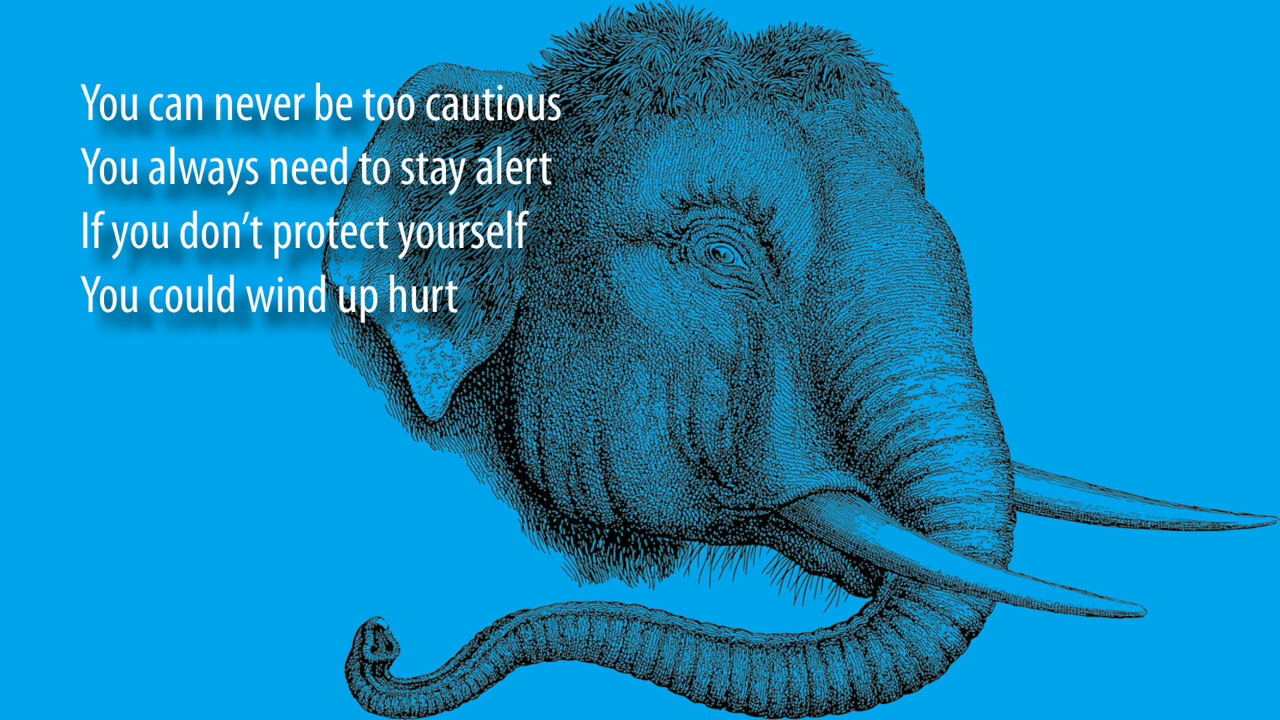 You can never be too cautious
You always need to stay alert
If you don’t protect yourself
You could wind up hurt